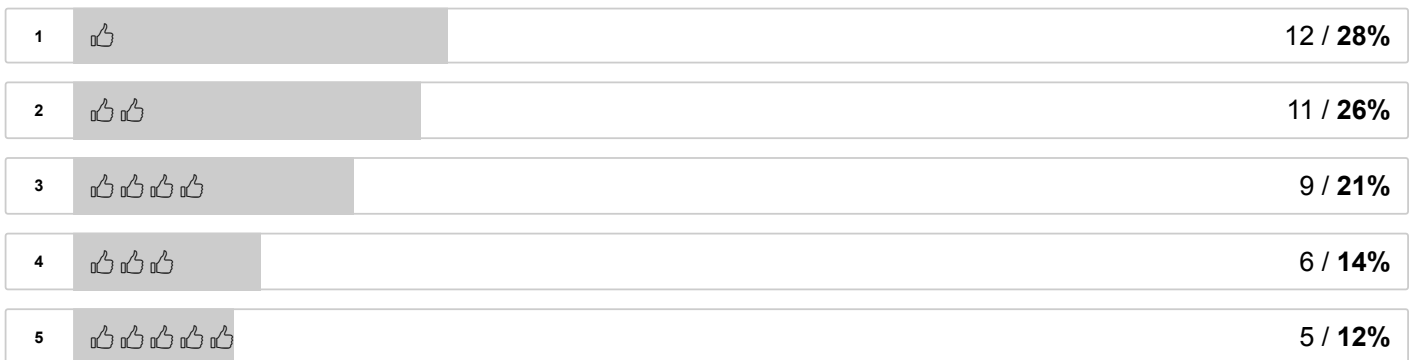 1 👍 12 / 28%
2 👍 👍 11 / 26%
3 👍 👍 👍 👍 9 / 21%
4 👍 👍 👍 6 / 14%
5 👍 👍 👍 👍 👍 5 / 12%